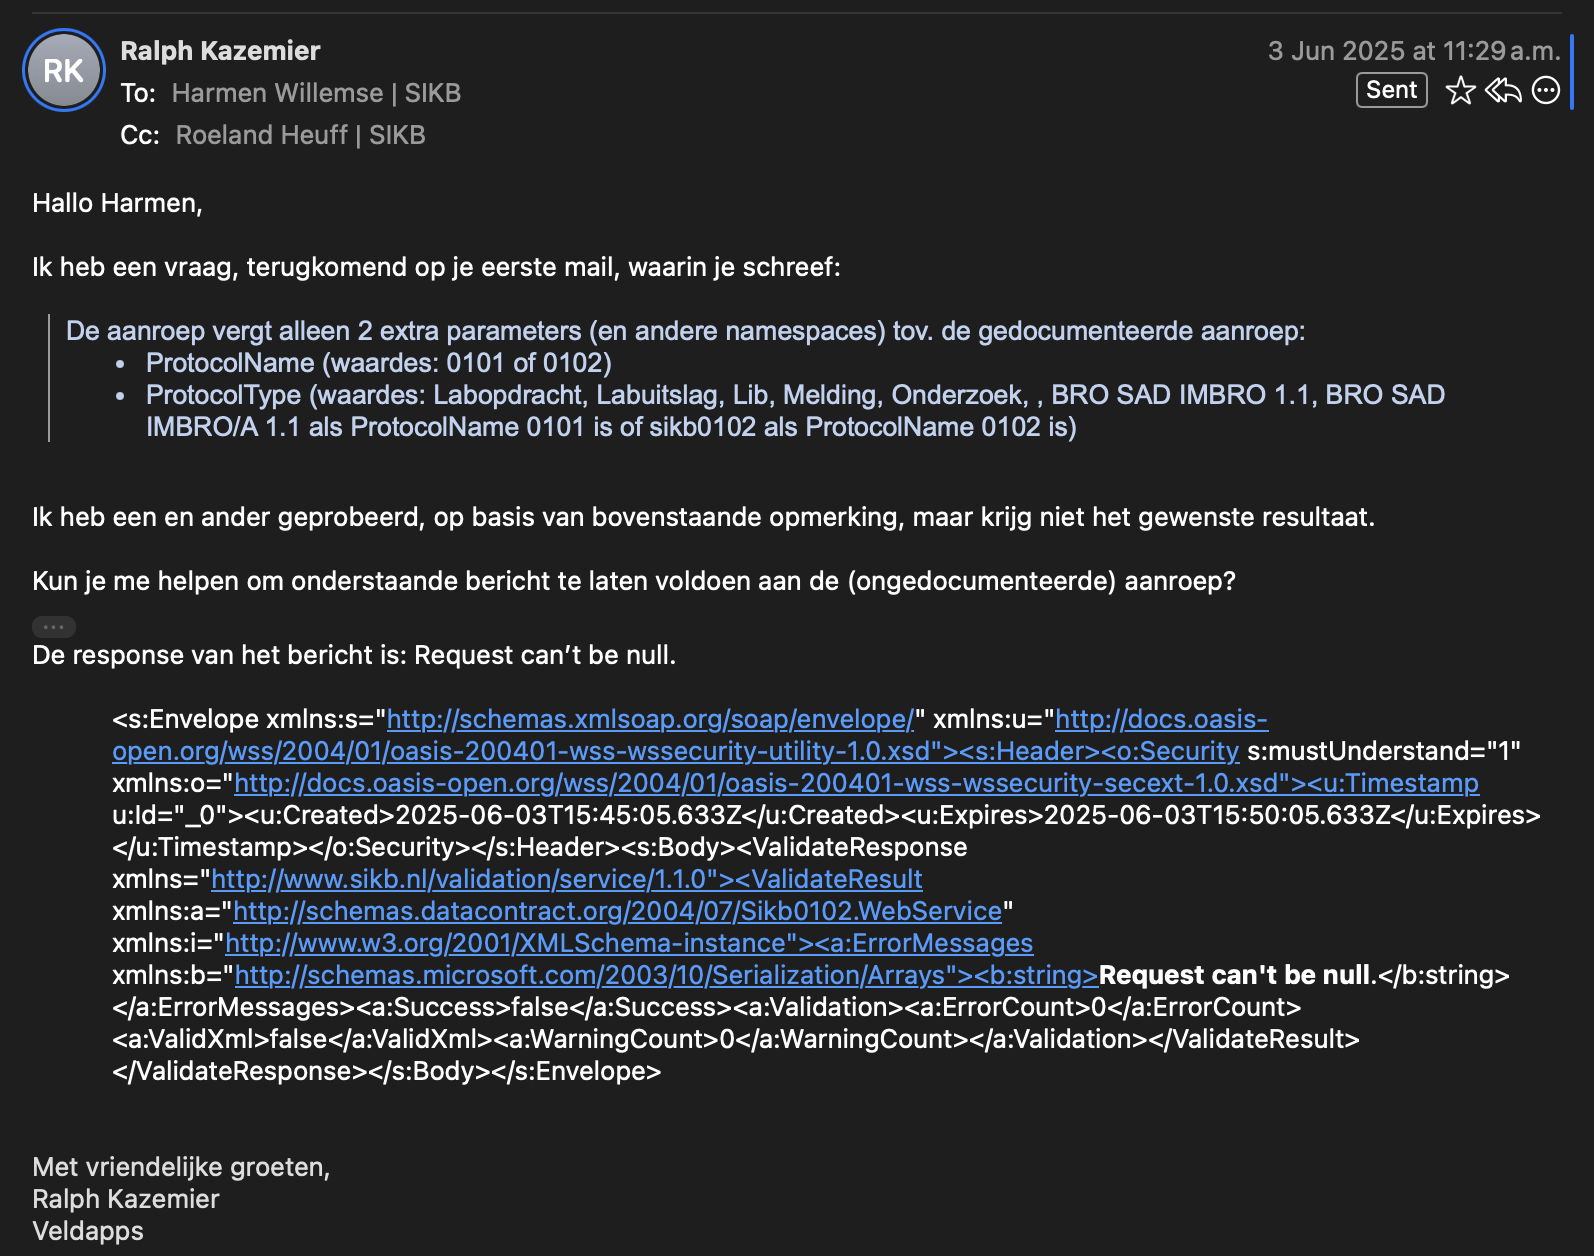 RK
Ralph Kazemier
3 Jun 2025 at 11:29 a.m.
To: Harmen Willemse | SIKB
Sent
Cc: Roeland Heuff | SIKB
Hallo Harmen,
Ik heb een vraag, terugkomend op je eerste mail, waarin je schreef:
De aanroep vergt alleen 2 extra parameters (en andere namespaces) tov. de gedocumenteerde aanroep:
• ProtocolName (waardes: 0101 of 0102)
• ProtocolType (waardes: Labopdracht, Labuitslag, Lib, Melding, Onderzoek, , BRO SAD IMBRO 1.1, BRO SAD
IMBRO/A 1.1 als ProtocolName 0101 is of sikb0102 als ProtocolName 0102 is)
Ik heb een en ander geprobeerd, op basis van bovenstaande opmerking, maar krijg niet het gewenste resultaat.
Kun je me helpen om onderstaande bericht te laten voldoen aan de (ongedocumenteerde) aanroep?
De response van het bericht is: Request can’t be null.
<s:Envelope xmlns:s="http://schemas.xmlsoap.org/soap/envelope/" xmlns:u="http://docs.oasis-
open.org/wss/2004/01/oasis-200401-wss-wssecurity-utility-1.0.xsd"><s:Header><o:Security s:mustUnderstand="1"
xmlns:o="http://docs.oasis-open.org/wss/2004/01/oasis-200401-wss-wssecurity-secext-1.0.xsd"><u:Timestamp
u:Id="_0"><u:Created>2025-06-03T15:45:05.633Z</u:Created><u:Expires>2025-06-03T15:50:05.633Z</u:Expires>
</u:Timestamp></o:Security></s:Header><s:Body><ValidateResponse
xmlns="http://www.sikb.nl/validation/service/1.1.0"><ValidateResult
xmlns:a="http://schemas.datacontract.org/2004/07/Sikb0102.WebService"
xmlns:i="http://www.w3.org/2001/XMLSchema-instance"><a:ErrorMessages
xmlns:b="http://schemas.microsoft.com/2003/10/Serialization/Arrays"><b:string>Request can't be null.</b:string>
</a:ErrorMessages><a:Success>false</a:Success><a:Validation><a:ErrorCount>0</a:ErrorCount>
<a:ValidXml>false</a:ValidXml><a:WarningCount>0</a:WarningCount></a:Validation></ValidateResult>
</ValidateResponse></s:Body></s:Envelope>
Met vriendelijke groeten,
Ralph Kazemier
Veldapps